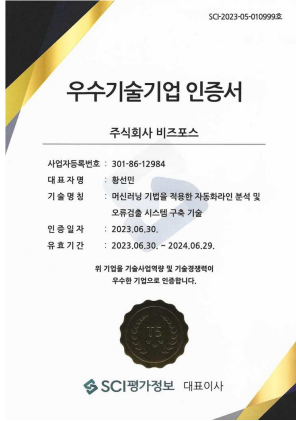 SCI-2023-05-010999호
우수기술기업 인증서
주식회사 비즈포스
사업자등록번호 : 301-86-12984
대 표 자 명 : 황선민
기 술 명 칭 : 머신러닝 기법을 적용한 자동화라인 분석 및
오류검출 시스템 구축 기술
인 증 일 자 : 2023.06.30.
유 효 기 간 : 2023.06.30. ~ 2024.06.29.
위 기업을 기술사업역량 및 기술경쟁력이
우수한 기업으로 인증합니다.
T5
SCI평가정보 대표이사